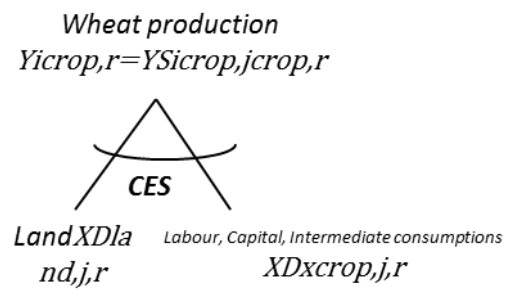 Wheat production
Yicrop,r=YSicrop,jcrop,r
CES
LandXDla
nd,j,r
Labour, Capital, Intermediate consumptions
XDxcrop,j,r